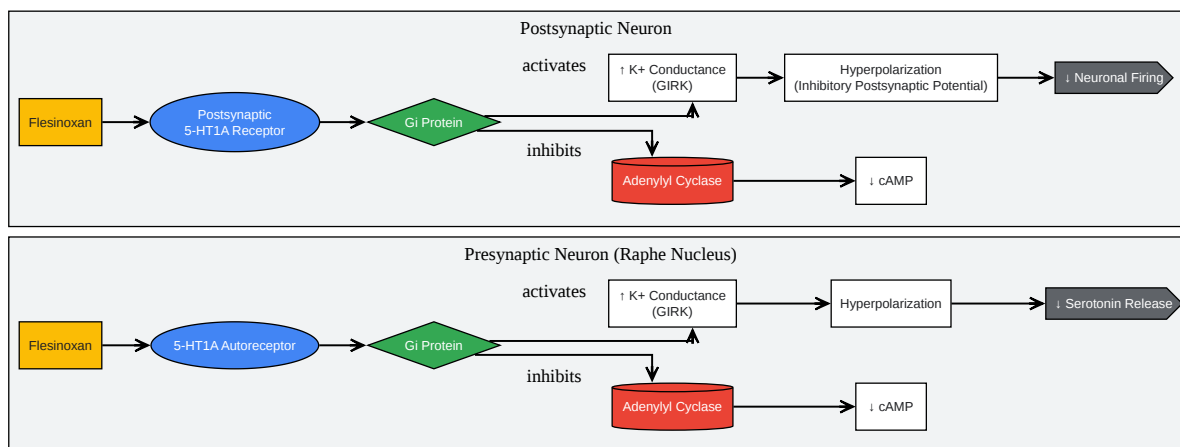 Postsynaptic Neuron
activates
↑ K+ Conductance
(GIRK)
Hyperpolarization
(Inhibitory Postsynaptic Potential)
↓ Neuronal Firing
Flesinoxan
Postsynaptic
5-HT1A Receptor
Gi Protein
inhibits
Adenylyl Cyclase
↓ cAMP
Presynaptic Neuron (Raphe Nucleus)
activates
↑ K+ Conductance
(GIRK)
Hyperpolarization
↓ Serotonin Release
Flesinoxan
5-HT1A Autoreceptor
Gi Protein
inhibits
Adenylyl Cyclase
↓ cAMP